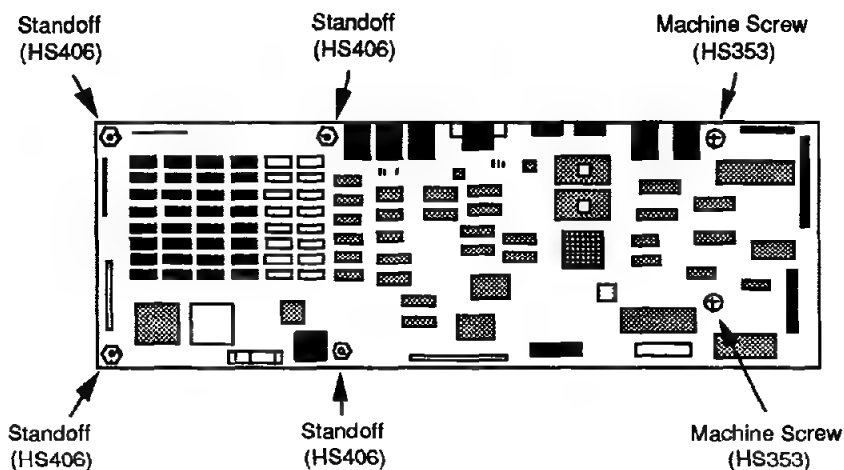 Standoff
(HS406)
Standoff
(HS406)
Machine Screw
(HS353)
Standoff
(HS406)
Standoff
(HS406)
Machine Screw
(HS353)